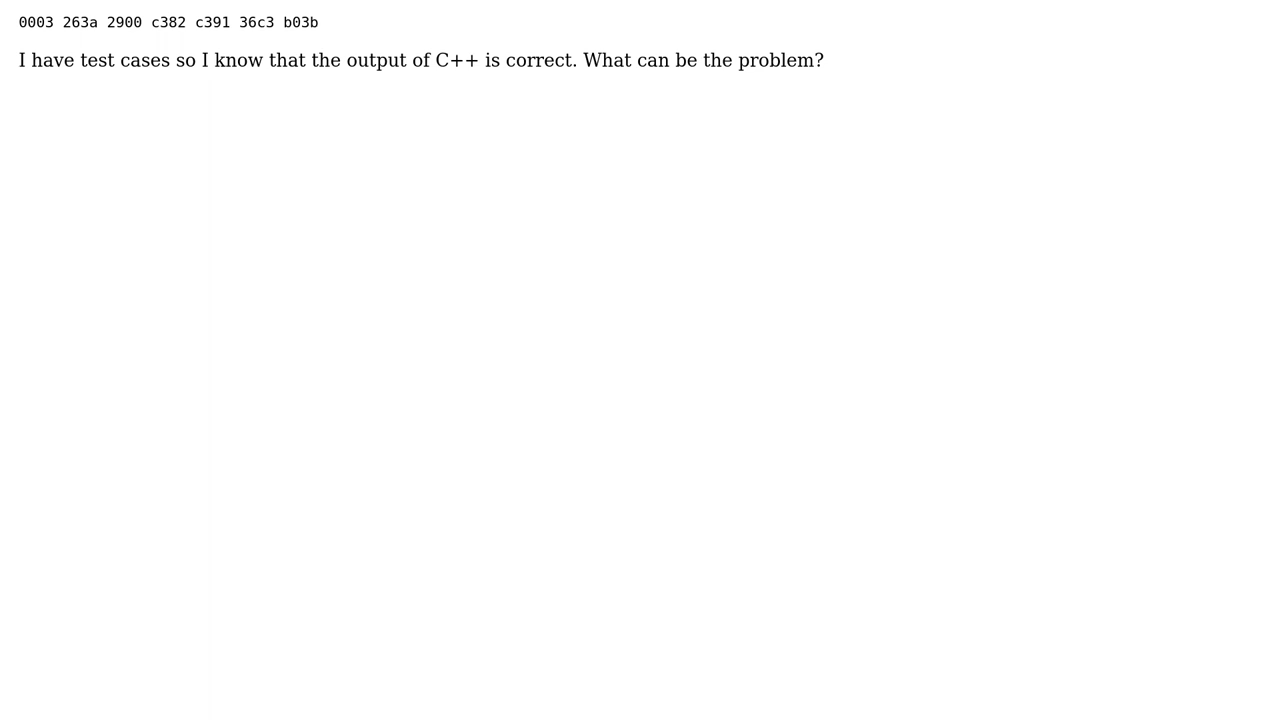 0003 263a 2900 c382 c391 36c3 b03b
I have test cases so I know that the output of C++ is correct. What can be the problem?